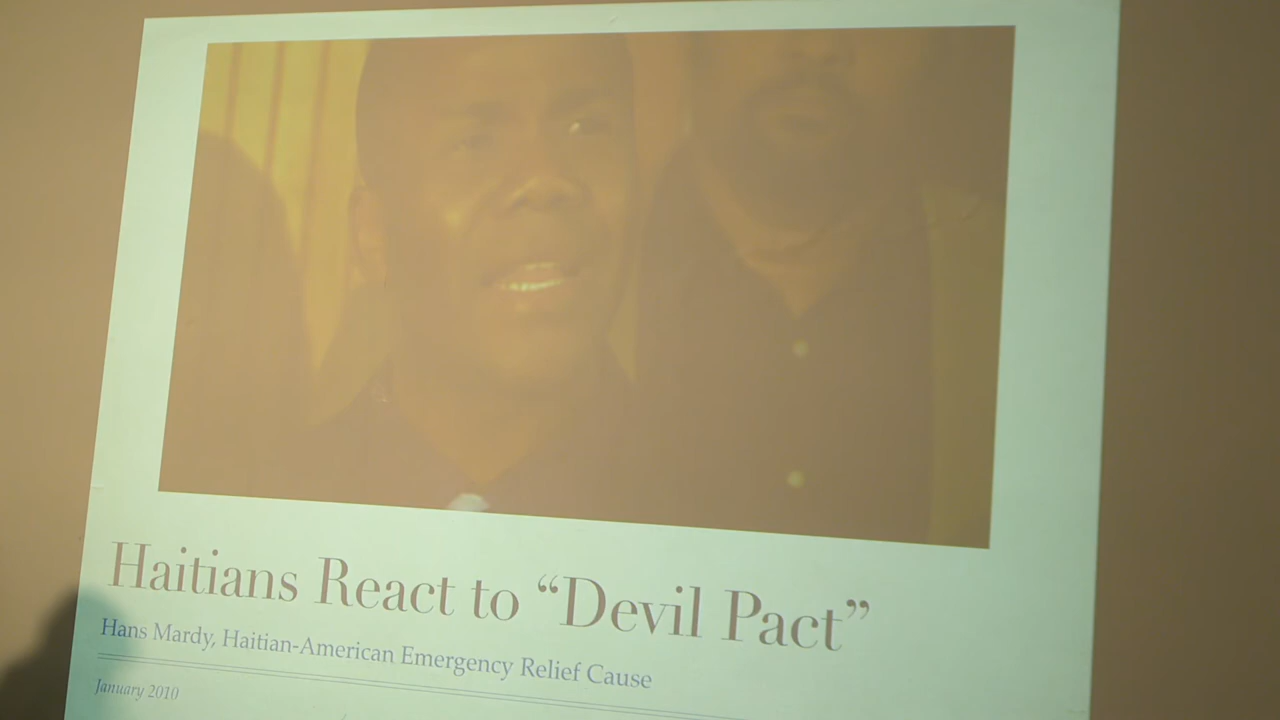 Haitians React to “Devil Pact”
Hans Mardy, Haitian-American Emergency Relief Cause
January 2010